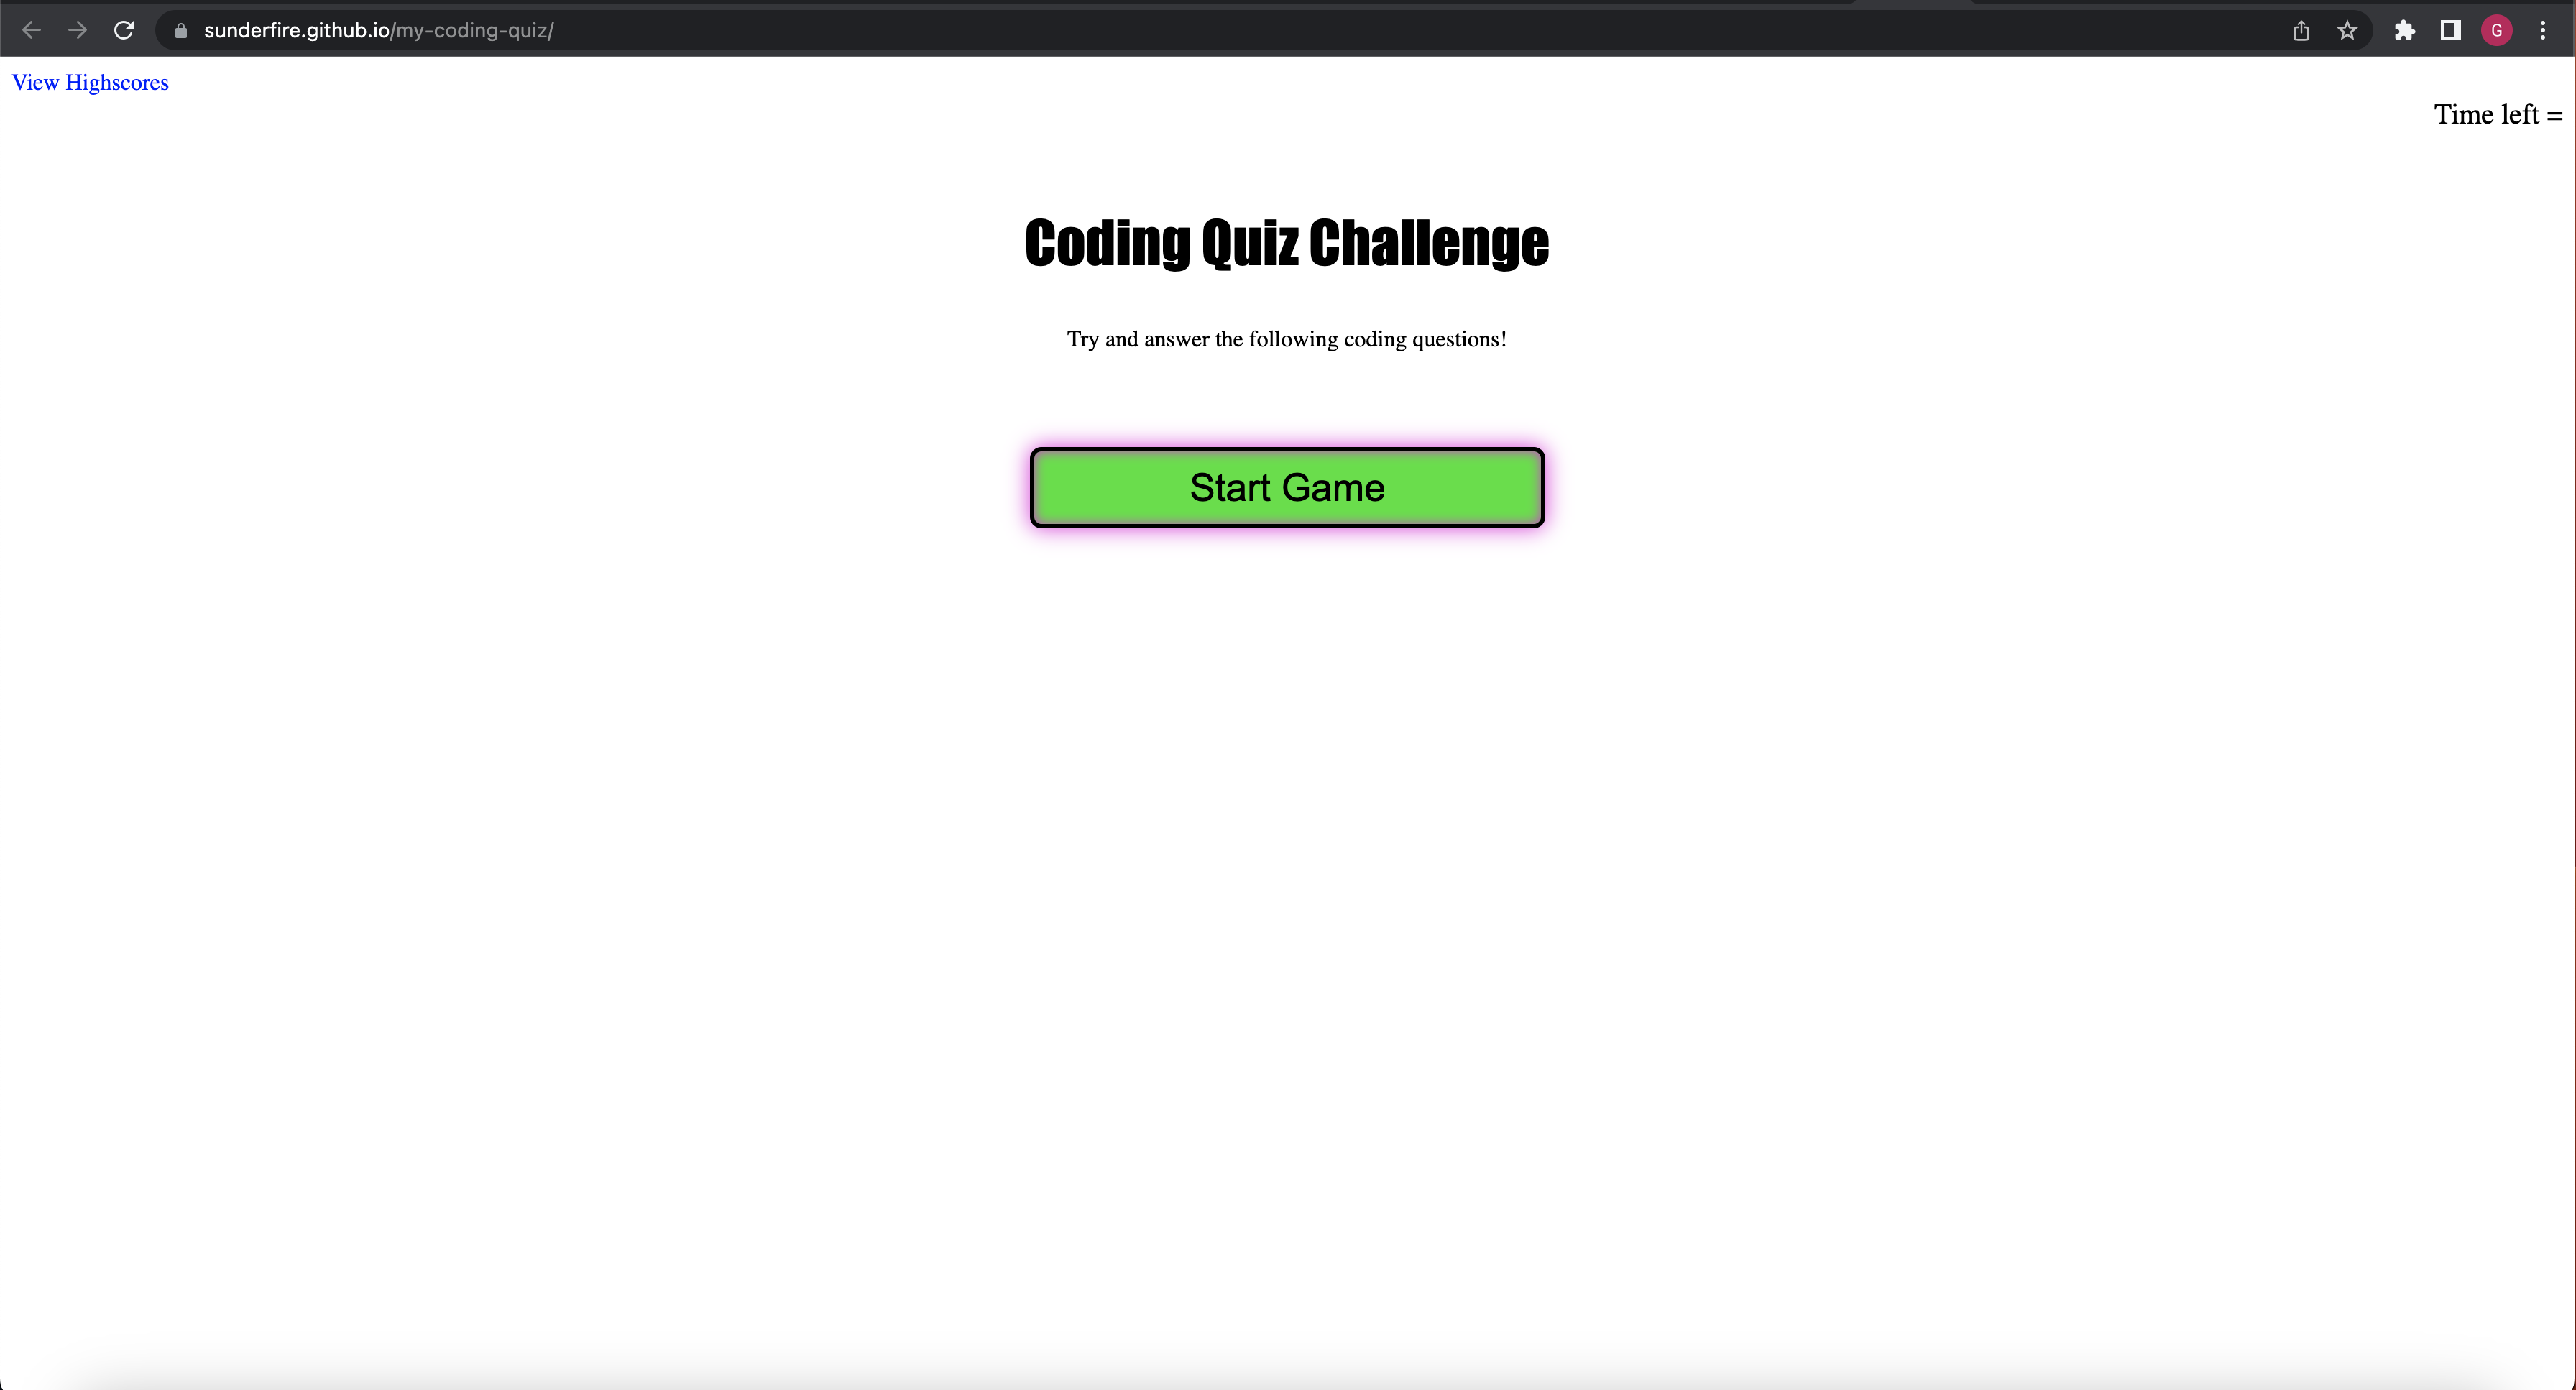 sunderfire.github.io/my-coding-quiz/
G
View Highscores
Time left =
Coding Quiz Challenge
Try and answer the following coding questions!
Start Game